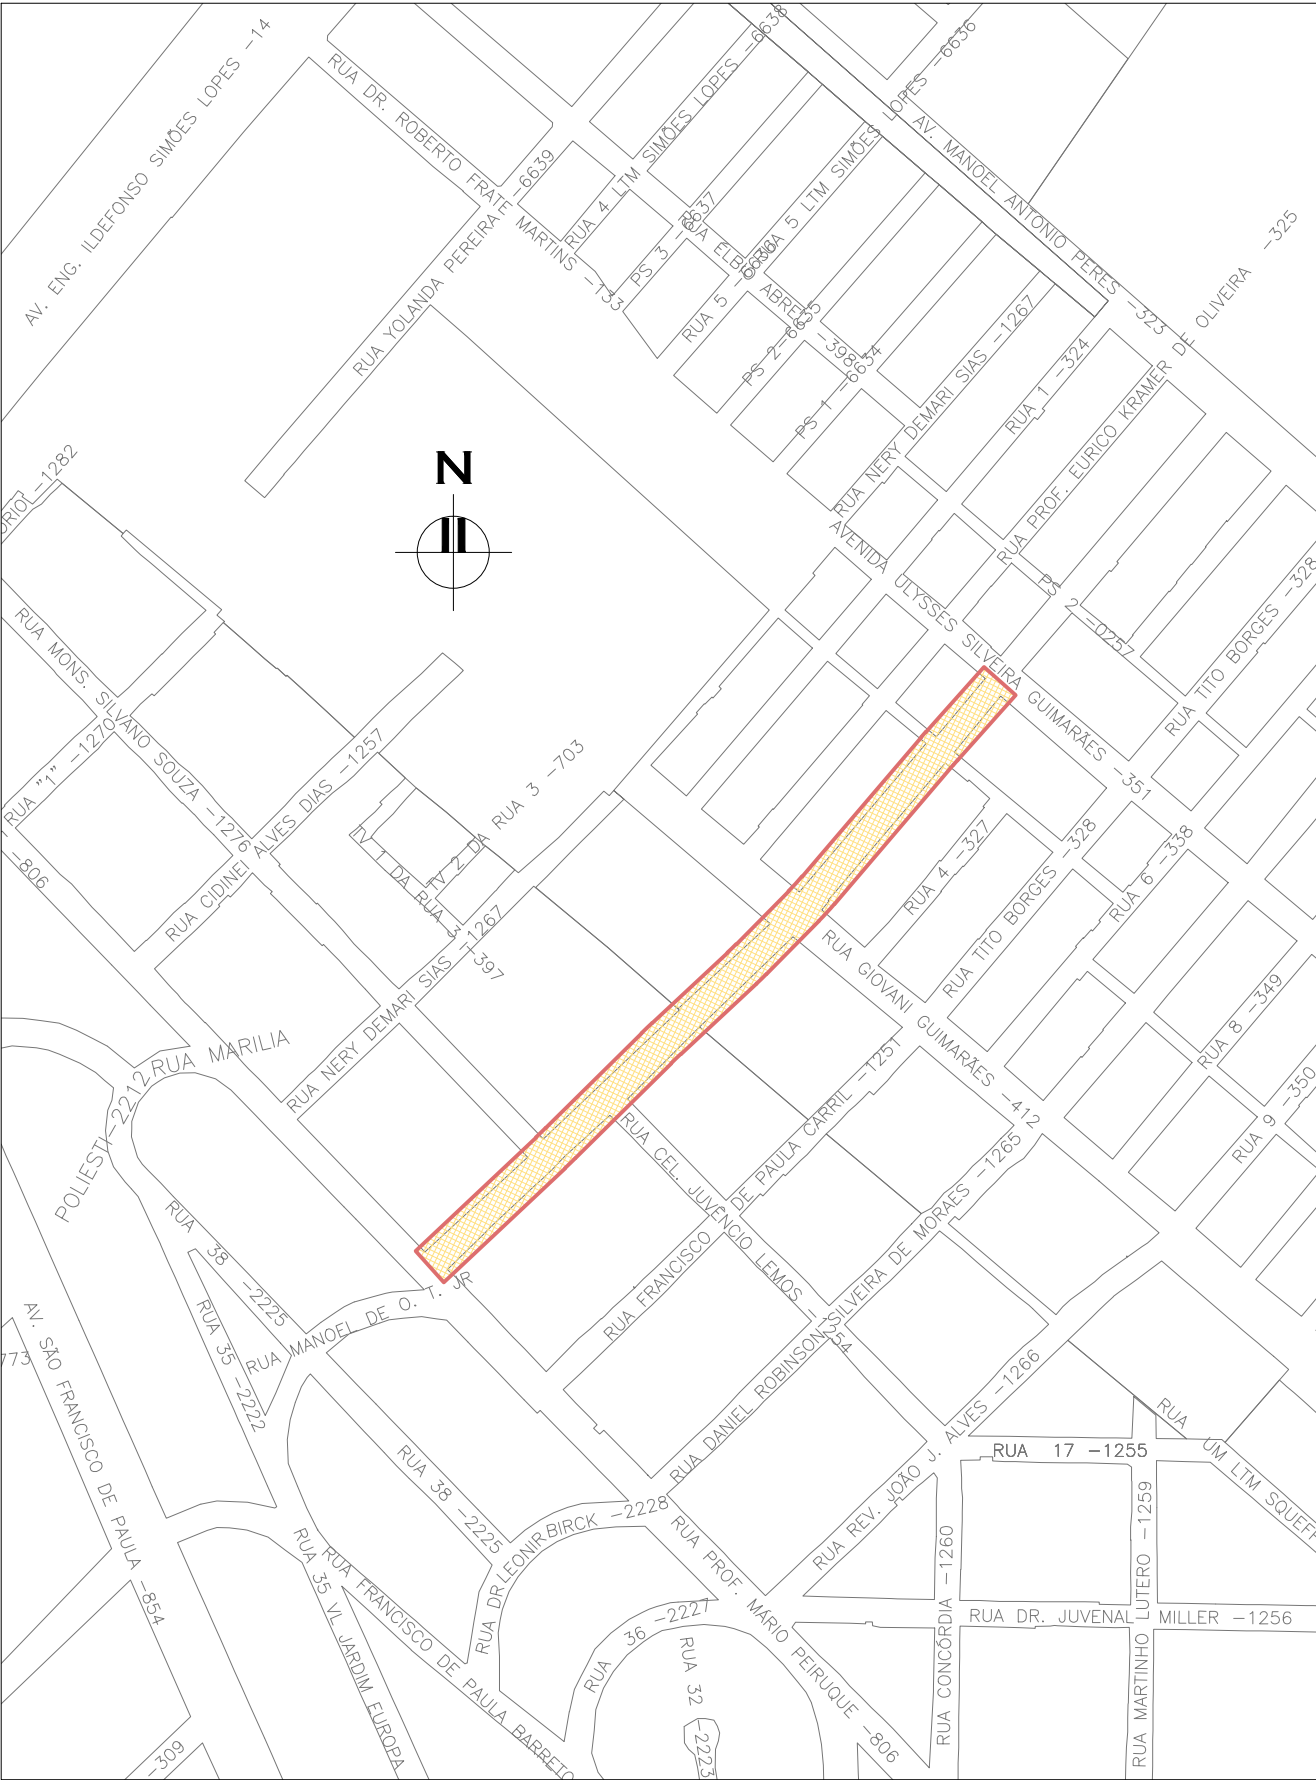 AV. ENG. ILDEFONSO SIMÕES LOPES -14
RUA DR. ROBERTO FRATE MARTINS -133
RUA YOLANDA PEREIRA -6639
RUA 4 LTM SIMÕES LOPES -6638
PS 3 -6637
RUA 5 LTM SIMÕES LOPES -6636
RUA 5 -6636
ABREU -398
PS 2 -6635
PS 1 -6634
AV. MANOEL ANTONIO PERES -323
RUA NERY DEMARI SIAS -1267
RUA 1 -324
RUA PROF. EURICO KRAMER DE OLIVEIRA -325
N
-1282
AVENIDA ULYSSES SILVEIRA GUIMARÃES -351
PS 2 -0257
RUA TITO BORGES -328
RUA MONS. SILVANO SOUZA -1276
RUA "1" -1270
RUA CIDINEI ALVES DIAS -1257
TV 1 DA RUA 3 -397
TV 2 DA RUA 3 -703
RUA NERY DEMARI SIAS -1267
-806
RUA 4 -327
RUA TITO BORGES -328
RUA 6 -338
RUA 8 -349
RUA 9 -350
RUA GIOVANI GUIMARÃES -412
RUA MARILIA
POLIESTI -2212
RUA CEL. JUVENCIO LEMOS -1254
RUA FRANCISCO DE PAULA CARRIL -1251
RUA DANIEL ROBINSON SILVEIRA DE MORAES -1265
RUA 38 -2225
RUA 35 -2222
RUA MANOEL DE O. T. JR
773
AV. SÃO FRANCISCO DE PAULA -854
RUA 38 -2225
RUA DR LEONIR BIRCK -2228
RUA PROF. MÁRIO PEIRUQUE -806
RUA REV. JOÃO J. ALVES -1266
RUA 17 -1255
RUA UM LTM SQUEFF
RUA CONCÓRDIA -1260
RUA MARTINHO LUTERO -1259
RUA DR. JUVENAL MILLER -1256
RUA 35 VL JARDIM EUROPA
RUA FRANCISCO DE PAULA BARRETO
RUA 36 -2227
RUA 32 -2223
-309